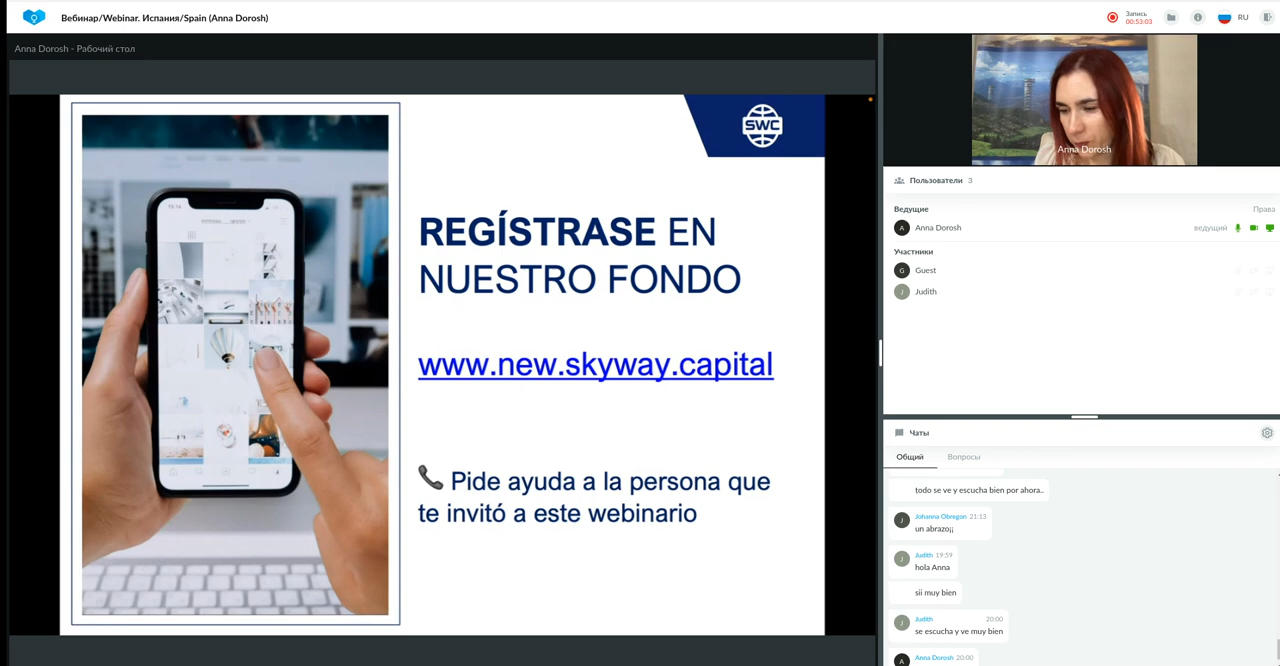 Вебинар/Webinar. Испания/Spain (Anna Dorosh)
Запись
00:53:03
RU
Anna Dorosh - Рабочий стол
SWC
REGÍSTRASE EN
NUESTRO FONDO
www.new.skyway.capital
Pide ayuda a la persona que
te invitó a este webinario
Anna Dorosh
Пользователи 3
Ведущие
Права
A
Anna Dorosh
ведущий
Участники
G
Guest
J
Judith
Чаты
Общий
Вопросы
todo se ve y escucha bien por ahora..
J
Johanna Obregon 21:13
un abrazo¡¡
J
Judith 19:59
hola Anna
sii muy bien
J
Judith 20:00
se escucha y ve muy bien
A
Anna Dorosh 20:00